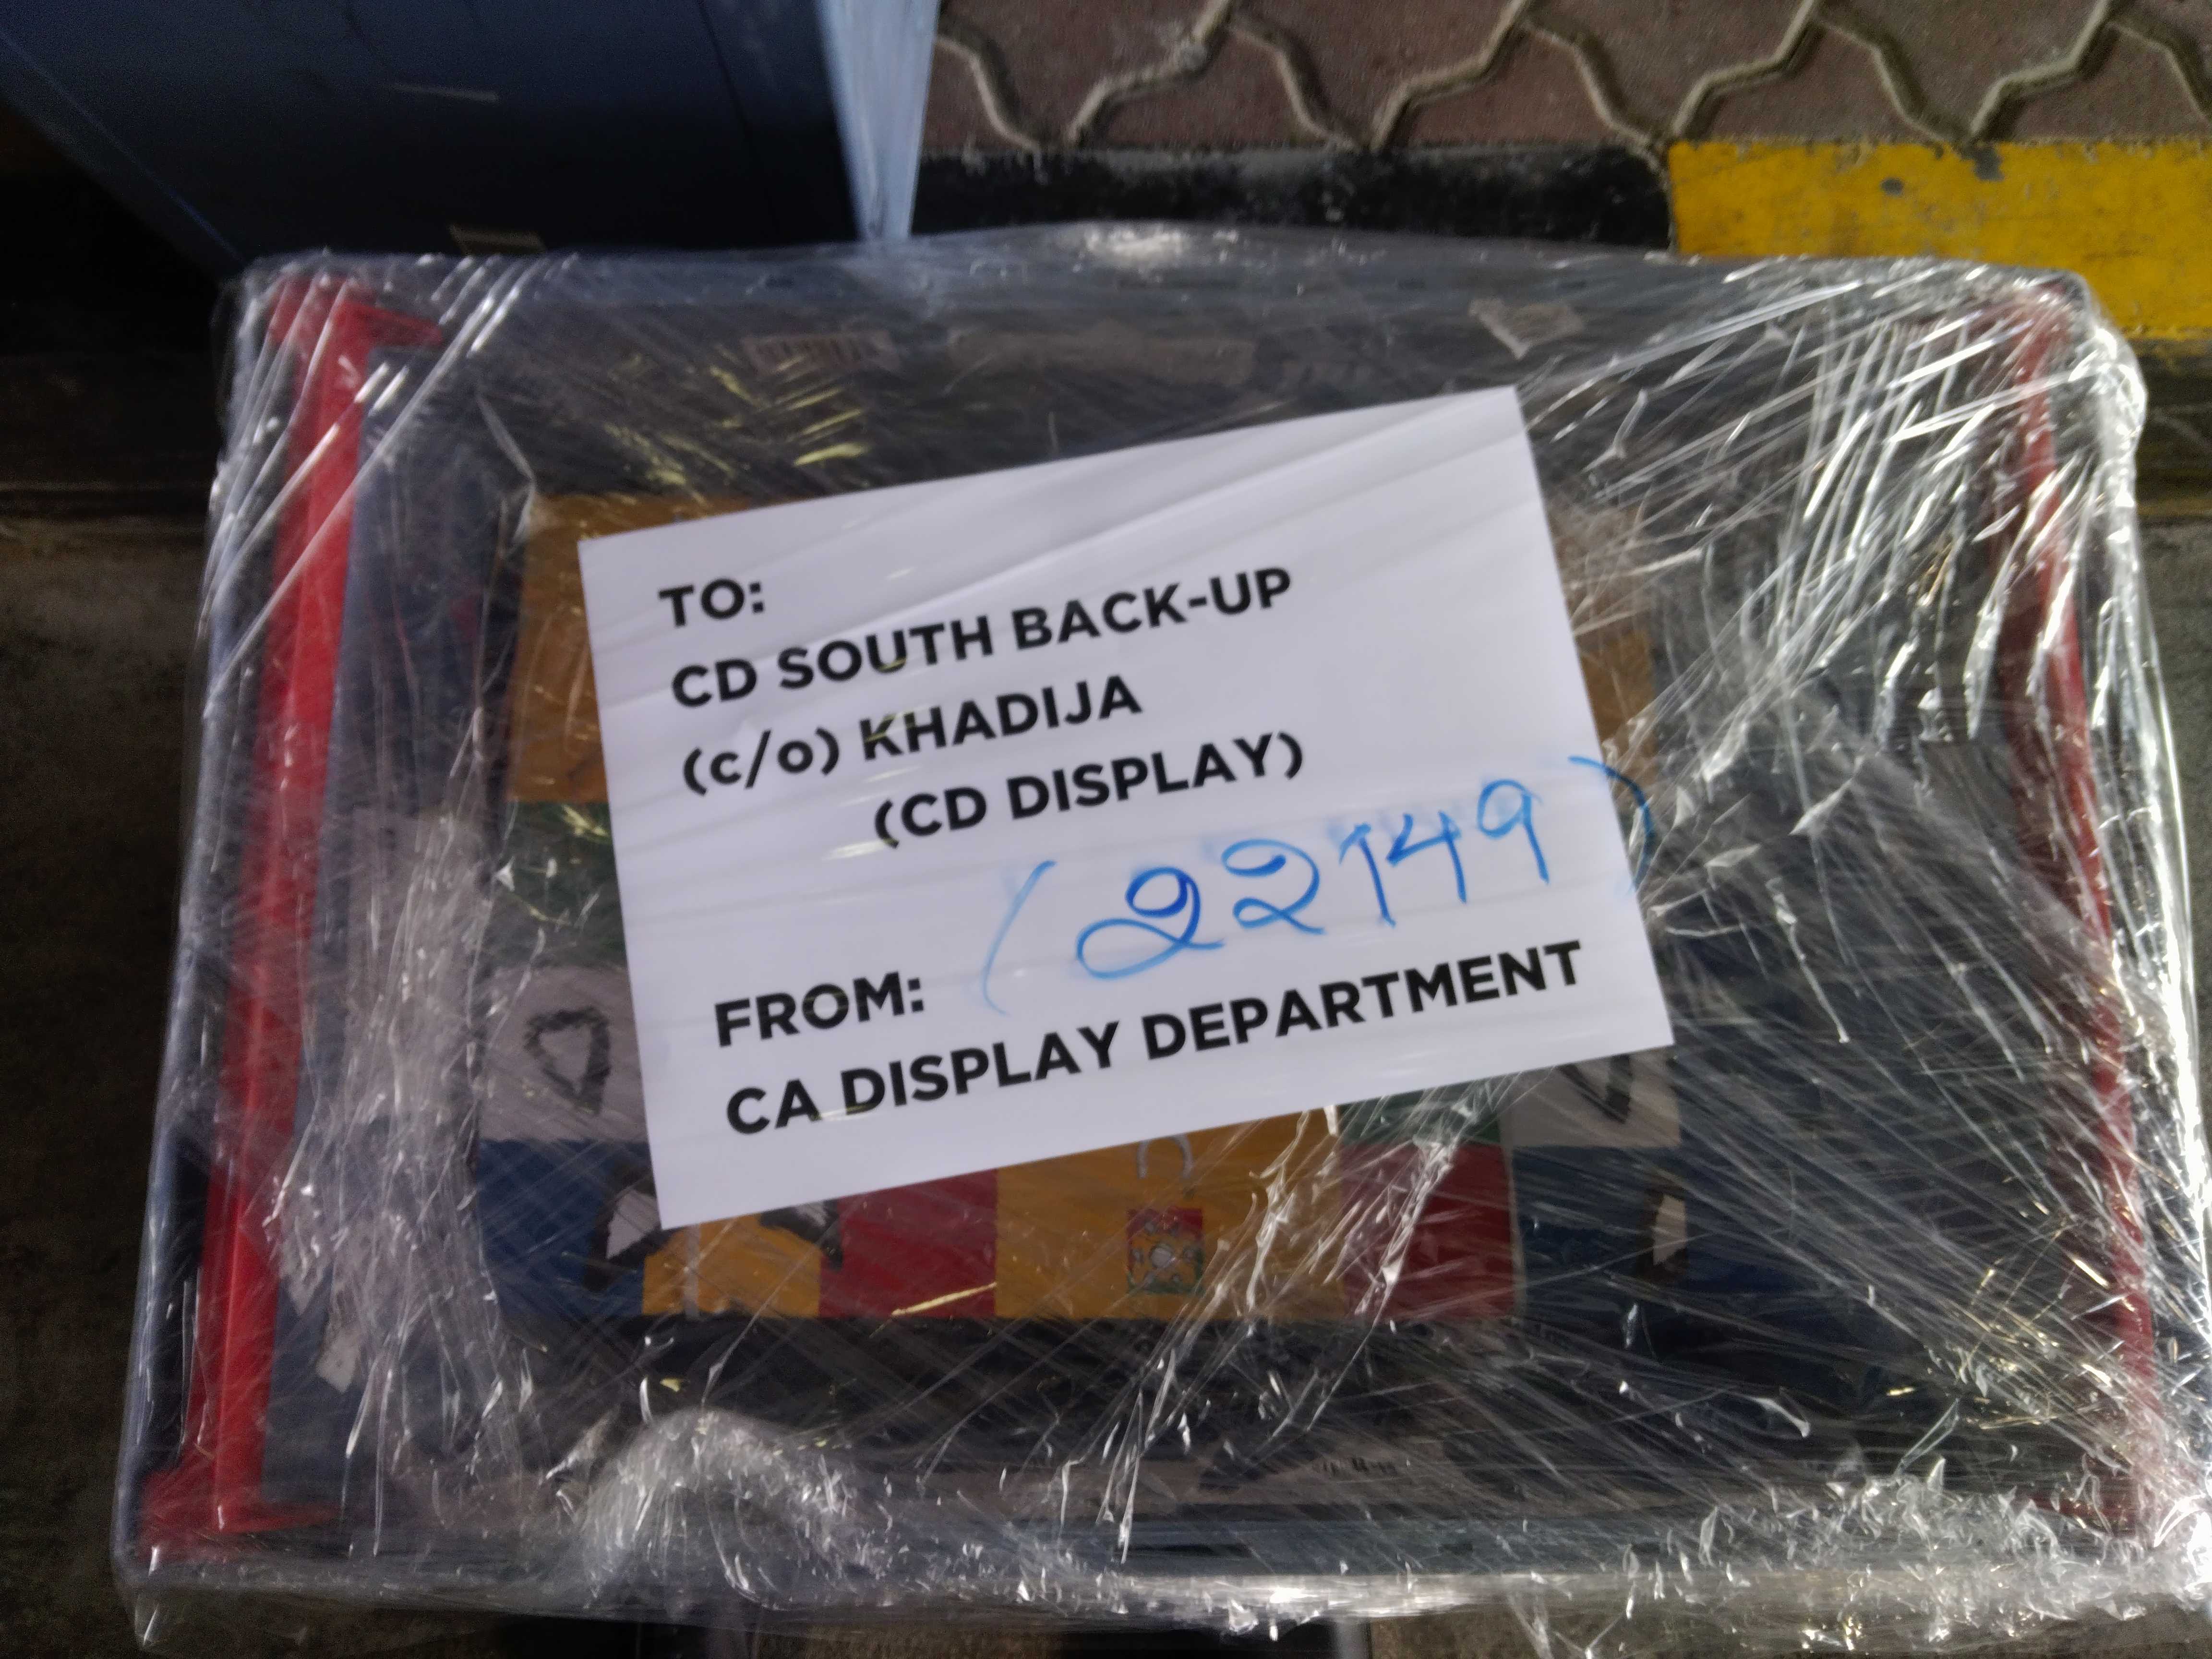 TO:
CD SOUTH BACK-UP
(c/o) KHADIJA
(CD DISPLAY)
(22149)
FROM:
CA DISPLAY DEPARTMENT